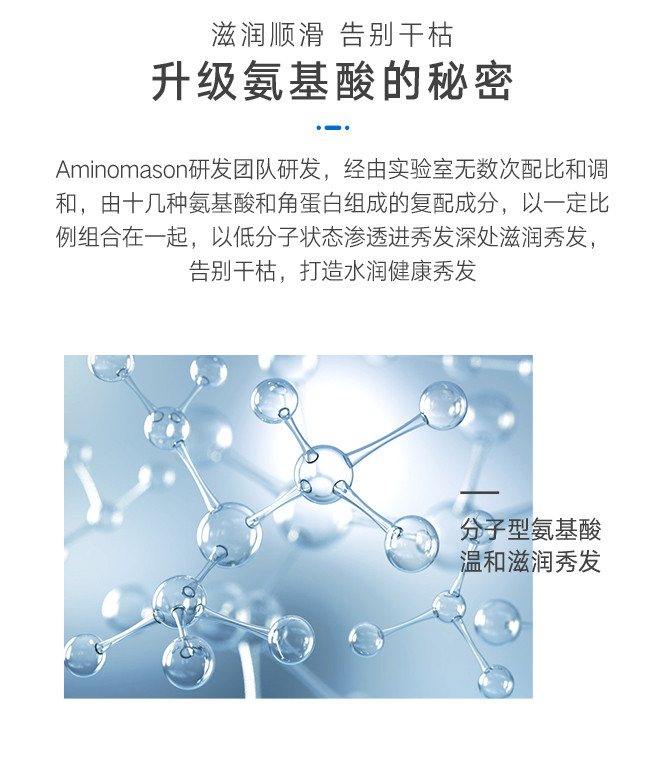 滋润顺滑 告别干枯
升级氨基酸的秘密
Aminomason研发团队研发，经由实验室无数次配比和调
和，由十几种氨基酸和角蛋白组成的复配成分，以一定比
例组合在一起，以低分子状态渗透进秀发深处滋润秀发，
告别干枯，打造水润健康秀发
分子型氨基酸
温和滋润秀发